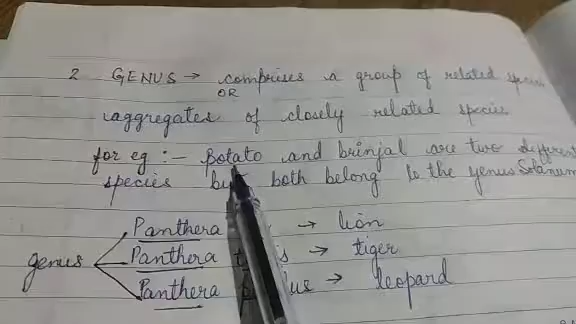 2 GENUS → comprises a group of related species
OR
aggregates of closely related species
for eg :- Potato and brinjal are two different
species but both belong to the genus Solanum
Panthera → lion
genus Panthera → tiger
Panthera → leopard